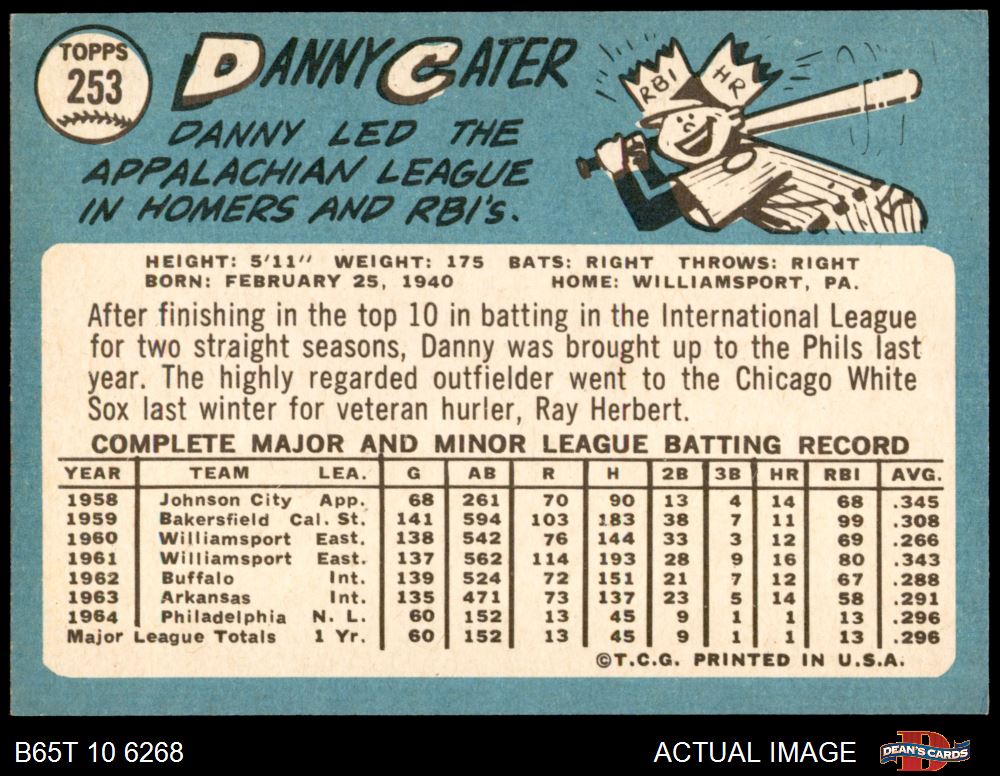 TOPPS
253
DANNY CATER
DANNY LED THE
APPALACHIAN LEAGUE
IN HOMERS AND RBI'S.
RBI
HR
HEIGHT: 5'11" WEIGHT: 175 BATS: RIGHT THROWS: RIGHT
BORN: FEBRUARY 25, 1940 HOME: WILLIAMSPORT, PA.
After finishing in the top 10 in batting in the International League
for two straight seasons, Danny was brought up to the Phils last
year. The highly regarded outfielder went to the Chicago White
Sox last winter for veteran hurler, Ray Herbert.
COMPLETE MAJOR AND MINOR LEAGUE BATTING RECORD
YEAR TEAM LEA. G AB R H 2B 3B HR RBI AVG.
1958 Johnson City App. 68 261 70 90 13 4 14 68 .345
1959 Bakersfield Cal. St. 141 594 103 183 38 7 11 99 .308
1960 Williamsport East. 138 542 76 144 33 3 12 69 .266
1961 Williamsport East. 137 562 114 193 28 9 16 80 .343
1962 Buffalo Int. 139 524 72 151 21 7 12 67 .288
1963 Arkansas Int. 135 471 73 137 23 5 14 58 .291
1964 Philadelphia N. L. 60 152 13 45 9 1 1 13 .296
Major League Totals 1 Yr. 60 152 13 45 9 1 1 13 .296
©T.C.G. PRINTED IN U.S.A.
B65T 10 6268
ACTUAL IMAGE
D
DEAN'S CARDS